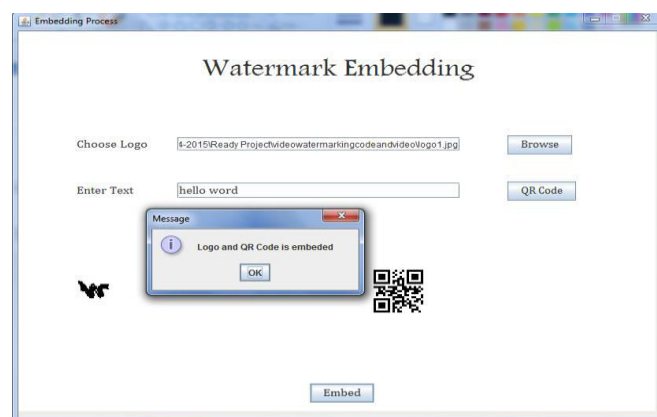 Embedding Process
Watermark Embedding
Choose Logo 4-2015\Ready Project\videowatermarkingcodeandvideo\logo1.jpg Browse
Enter Text hello word QR Code
Message
Logo and QR Code is embeded
OK
Embed